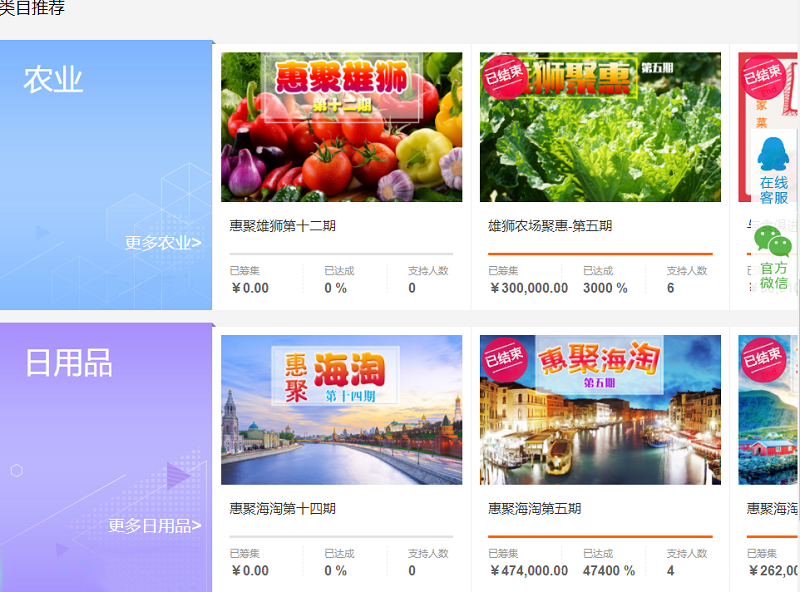 类目推荐
农业
更多农业>
惠聚雄狮
第十二期
惠聚雄狮第十二期
已筹集
已达成
支持人数
￥0.00
0 %
0
已结束
雄狮聚惠
第五期
雄狮农场聚惠-第五期
已筹集
已达成
支持人数
￥300,000.00
3000 %
6
已结束
End
家
菜
在线
客服
官方
微信
日用品
更多日用品>
惠聚
海淘
第十四期
惠聚海淘第十四期
已筹集
已达成
支持人数
￥0.00
0 %
0
已结束
惠聚海淘
第五期
惠聚海淘第五期
已筹集
已达成
支持人数
￥474,000.00
47400 %
4
已结束
惠聚海淘
已筹集
￥262,00